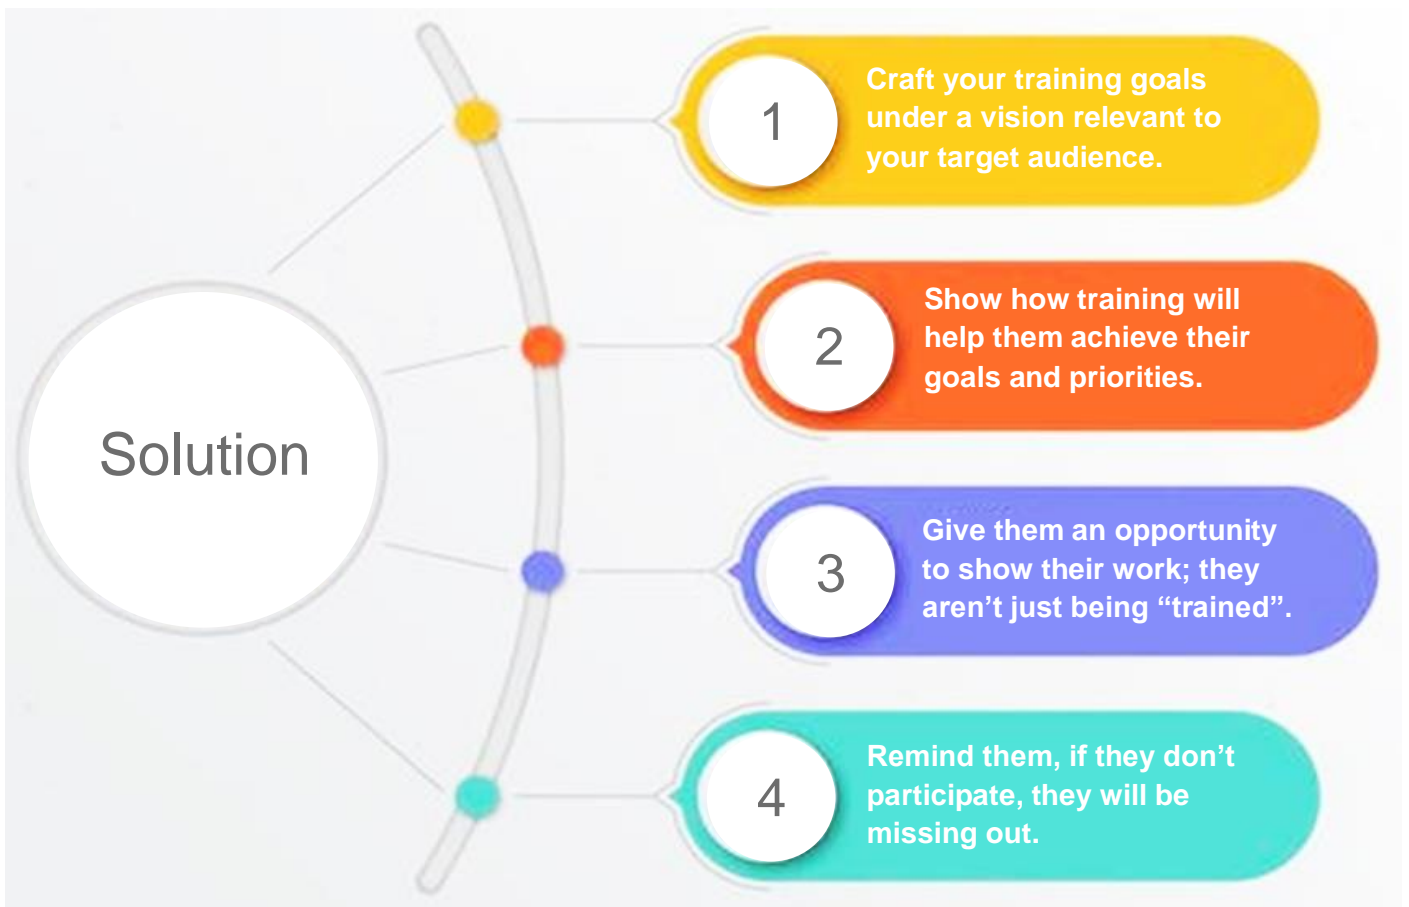 Solution
1
Craft your training goals
under a vision relevant to
your target audience.
2
Show how training will
help them achieve their
goals and priorities.
3
Give them an opportunity
to show their work; they
aren’t just being “trained”.
4
Remind them, if they don’t
participate, they will be
missing out.